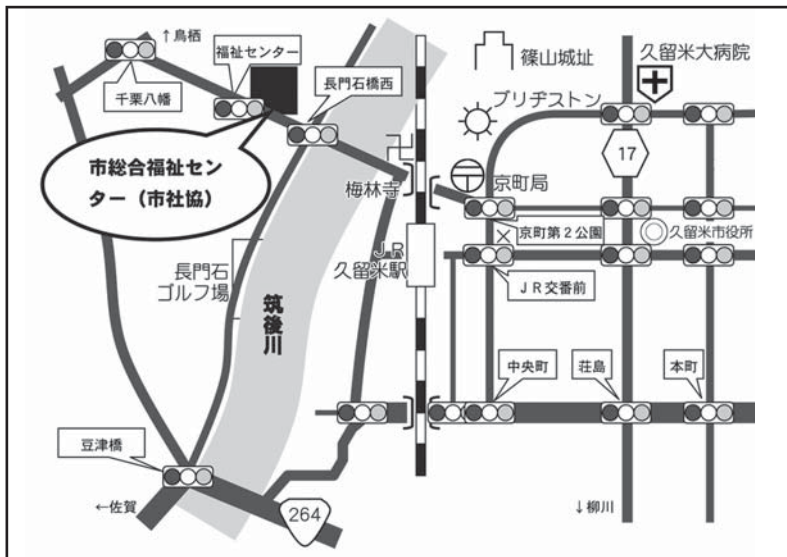 ↑鳥栖
福祉センター
長門石橋西
千栗八幡
市総合福祉セン
ター（市社協）
篠山城址
久留米大病院
ブリヂストン
17
梅林寺
京町局
京町第２公園
久留米市役所
ＪＲ
久留米駅
ＪＲ交番前
長門石
ゴルフ場
筑後川
中央町
荘島
本町
豆津橋
←佐賀
264
↓柳川